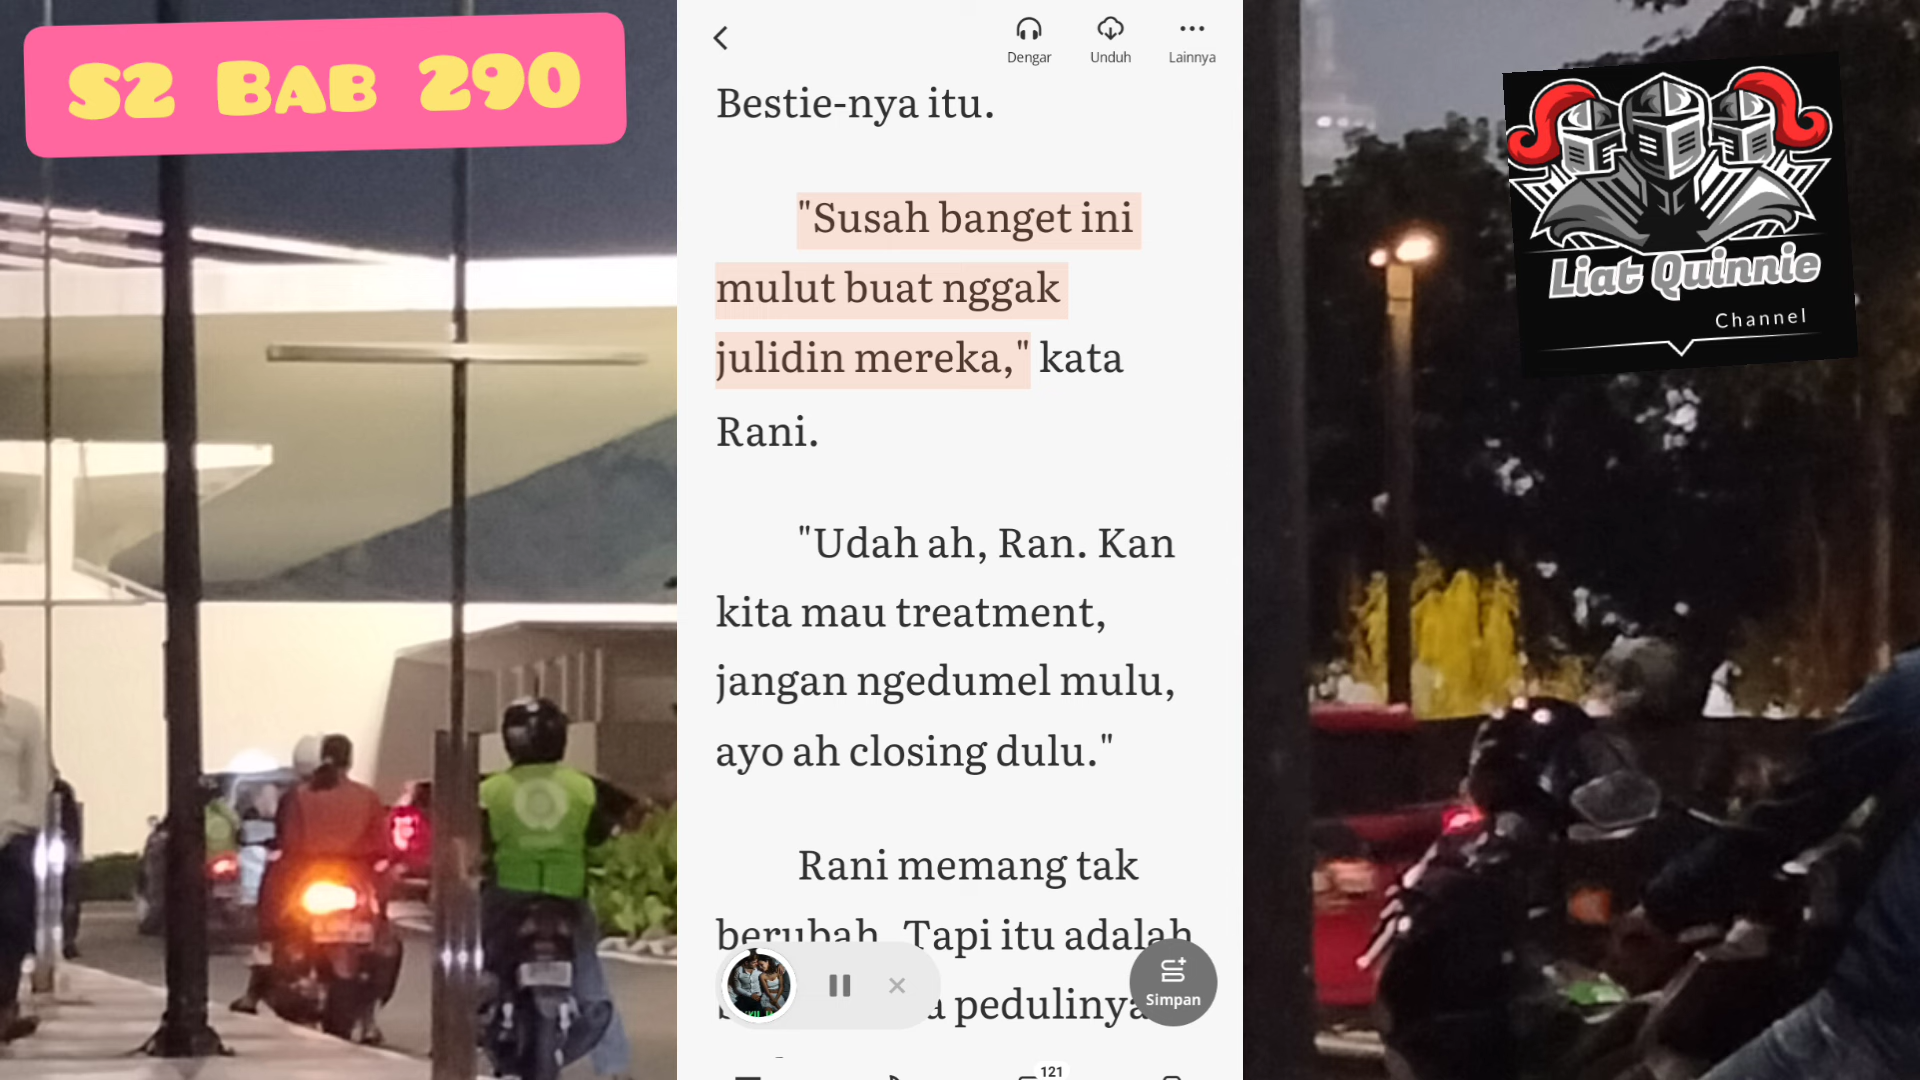 S2 BAB 290
Dengar
Unduh
Lainnya
Bestie-nya itu.
"Susah banget ini
mulut buat nggak
julidin mereka," kata
Rani.
"Udah ah, Ran. Kan
kita mau treatment,
jangan ngedumel mulu,
ayo ah closing dulu."
Rani memang tak
berubah. Tapi itu adalah
pedulinya
Simpan
121
Liat Quinnie
Channel